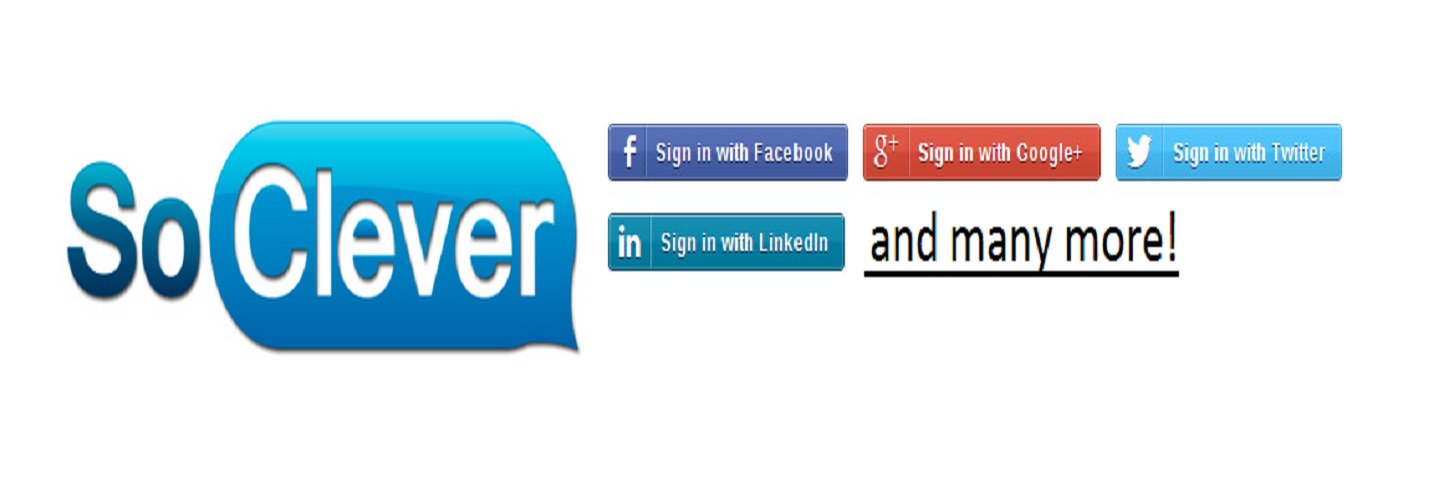 So Clever
f Sign in with Facebook
g+ Sign in with Google+
Sign in with Twitter
in Sign in with LinkedIn
and many more!